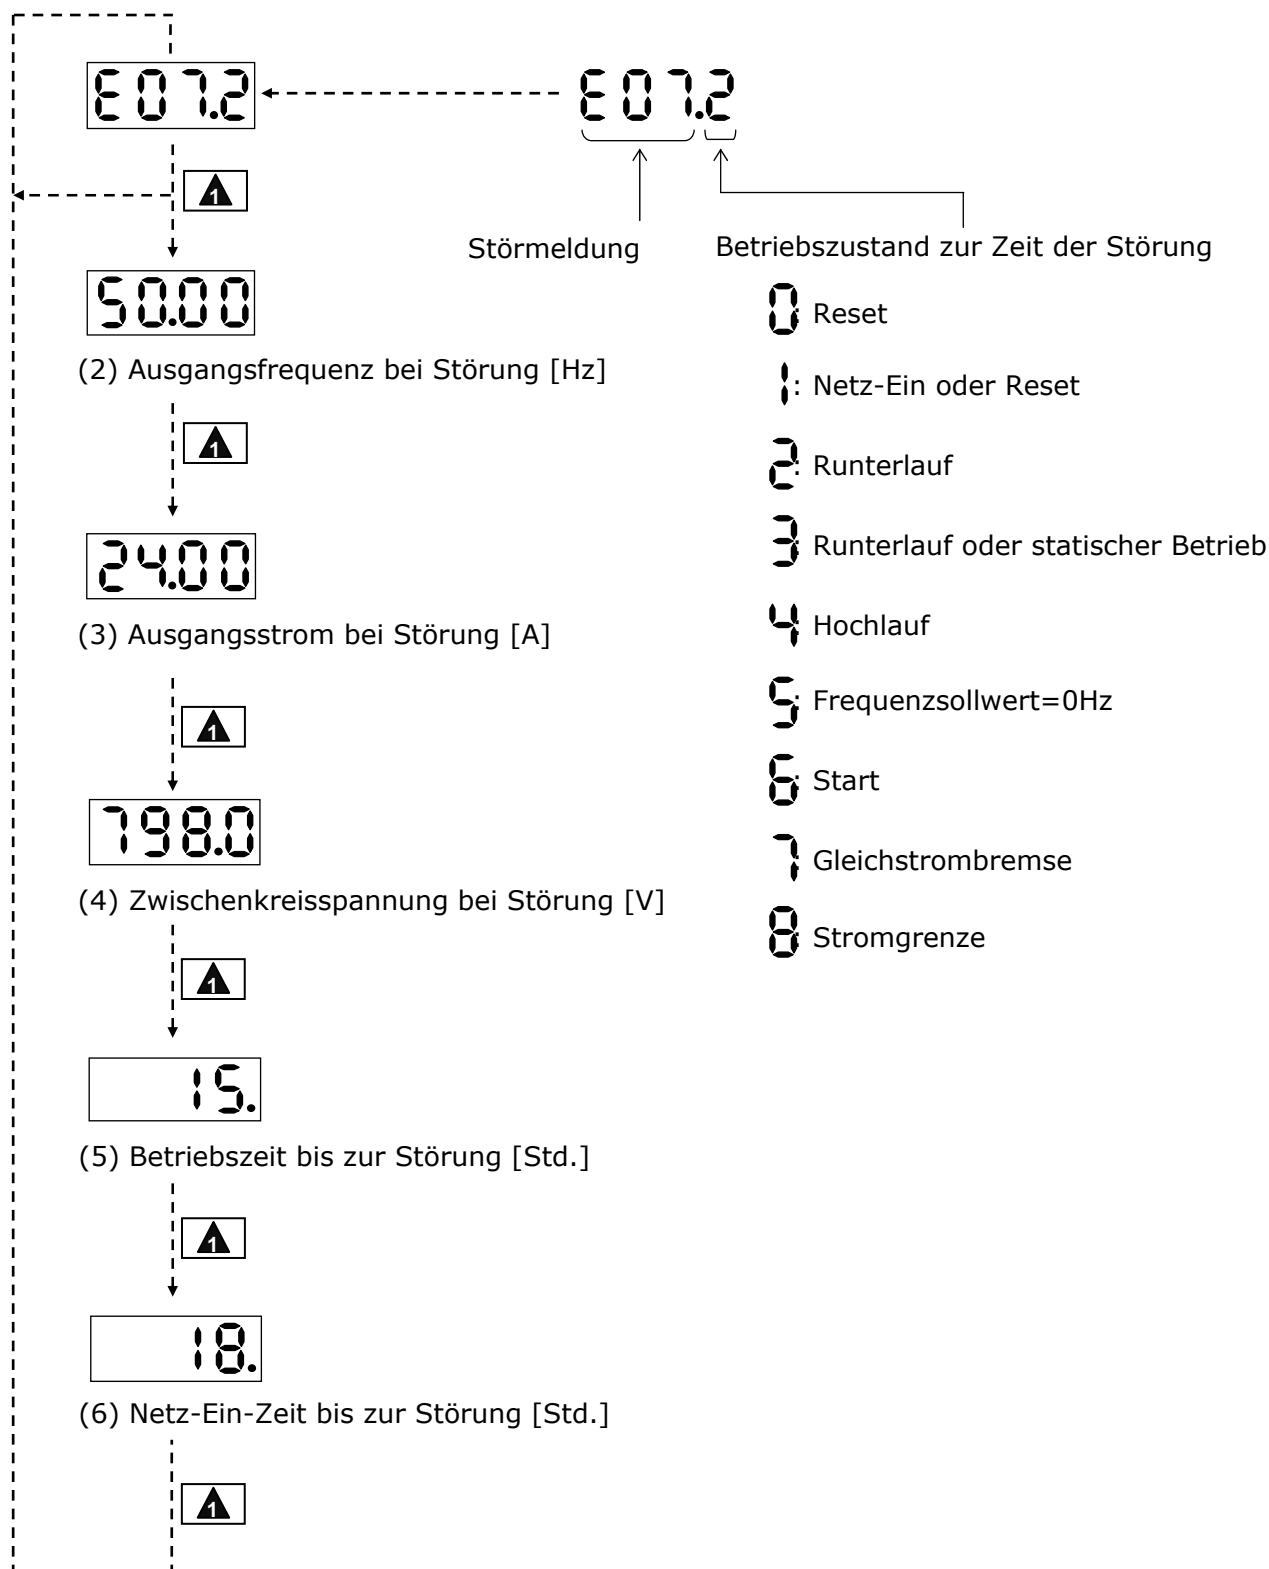 E07.2
E07.2
1
Störmeldung
Betriebszustand zur Zeit der Störung
50.00
0: Reset
(2) Ausgangsfrequenz bei Störung [Hz]
1: Netz-Ein oder Reset
1
2: Runterlauf
24.00
3: Runterlauf oder statischer Betrieb
(3) Ausgangsstrom bei Störung [A]
4: Hochlauf
1
5: Frequenzsollwert=0Hz
798.0
6: Start
7: Gleichstrombremse
(4) Zwischenkreisspannung bei Störung [V]
8: Stromgrenze
1
15.
(5) Betriebszeit bis zur Störung [Std.]
1
18.
(6) Netz-Ein-Zeit bis zur Störung [Std.]
1